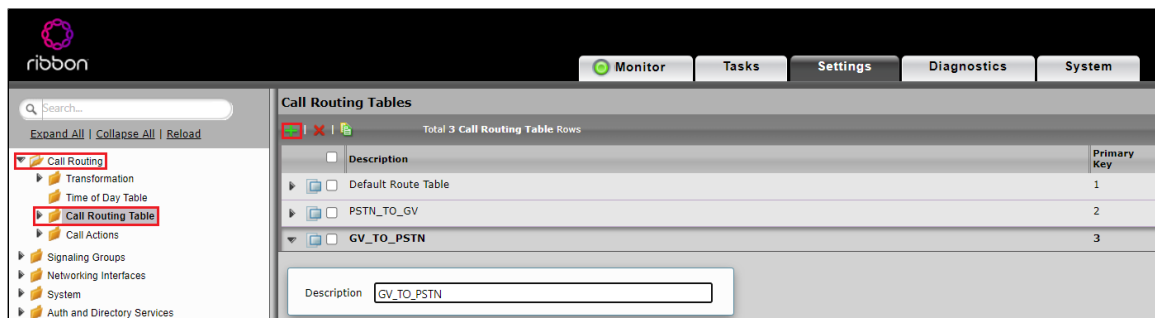 ribbon
Monitor Tasks Settings Diagnostics System
Search...
Expand All | Collapse All | Reload
Call Routing
Transformation
Time of Day Table
Call Routing Table
Call Actions
Signaling Groups
Networking Interfaces
System
Auth and Directory Services
Call Routing Tables
Total 3 Call Routing Table Rows
Description Primary Key
Default Route Table 1
PSTN_TO_GV 2
GV_TO_PSTN 3
Description GV_TO_PSTN